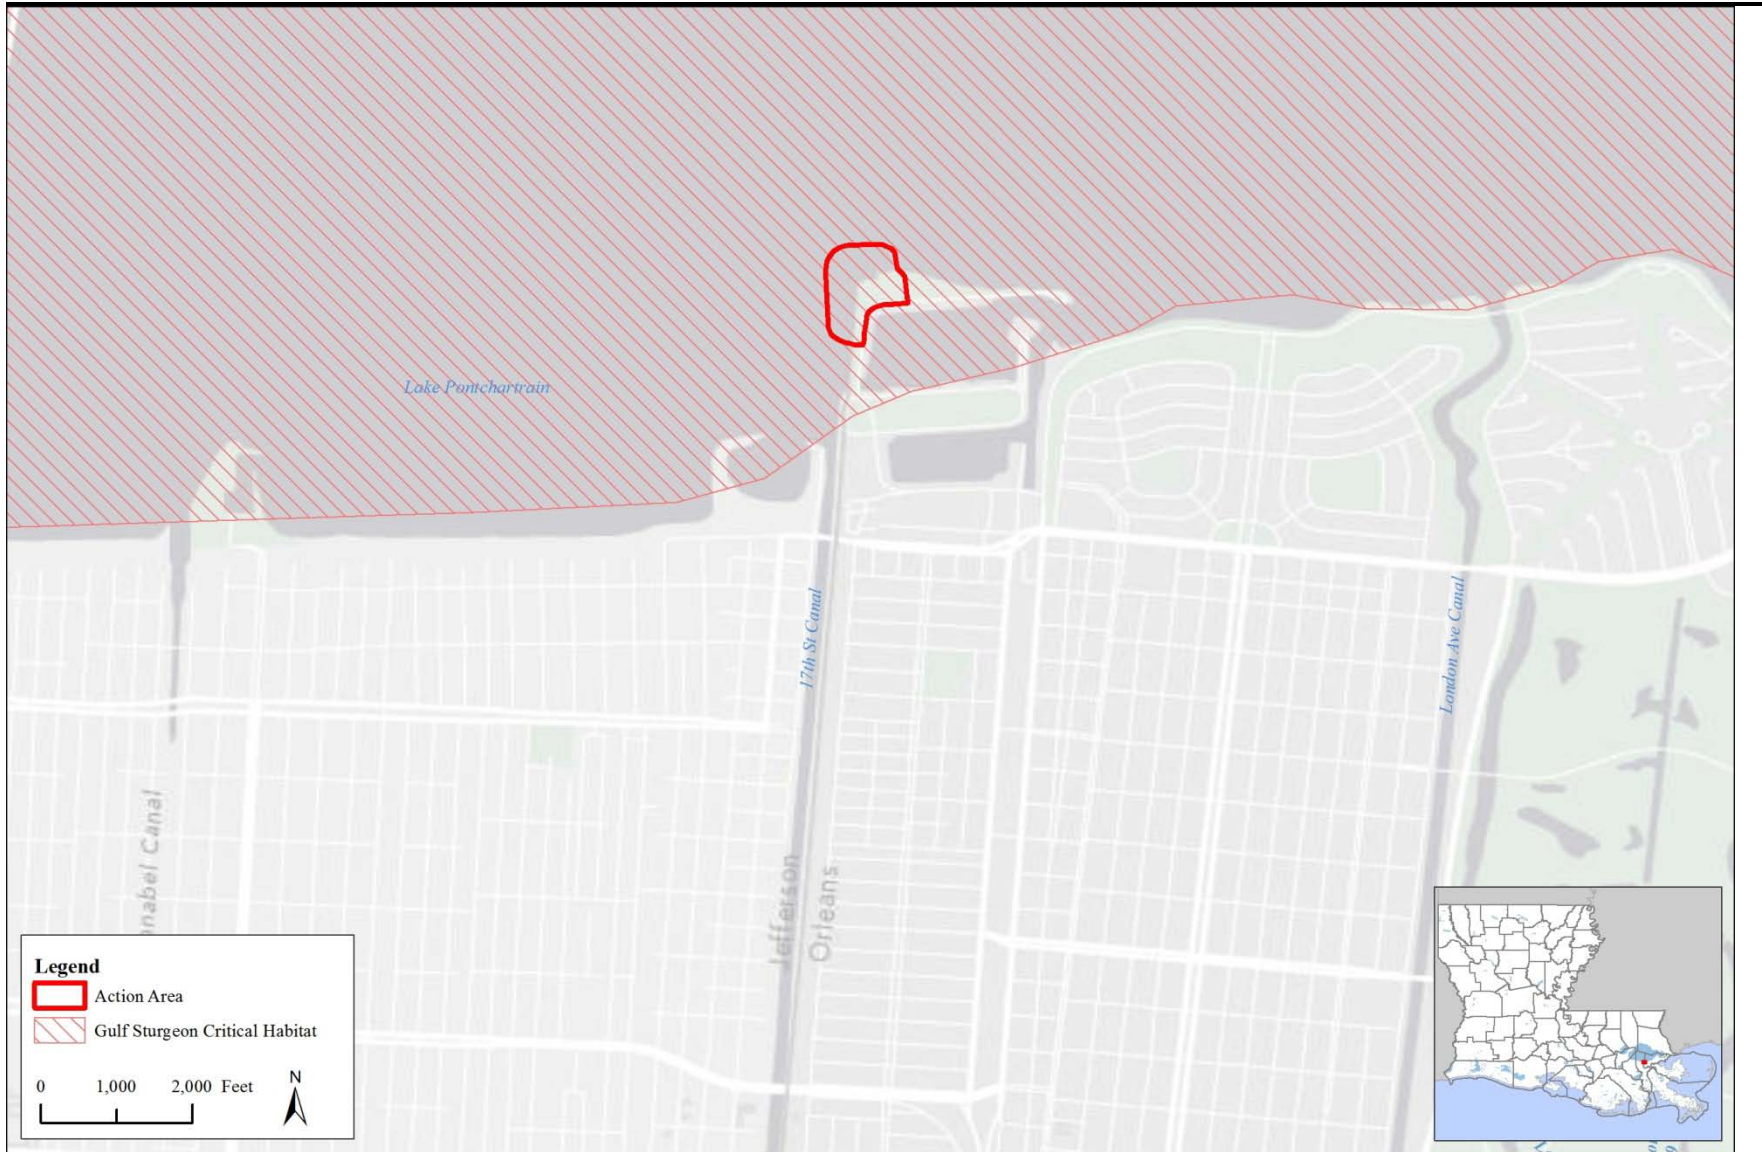 Lake Pontchartrain
17th St Canal
London Ave Canal
nnabel Canal
Jefferson
Orleans
Legend
Action Area
Gulf Sturgeon Critical Habitat
0 1,000 2,000 Feet
N